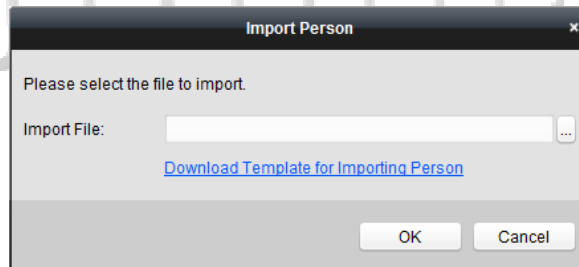 Import Person ×
Please select the file to import.
Import File: ...
Download Template for Importing Person
OK Cancel